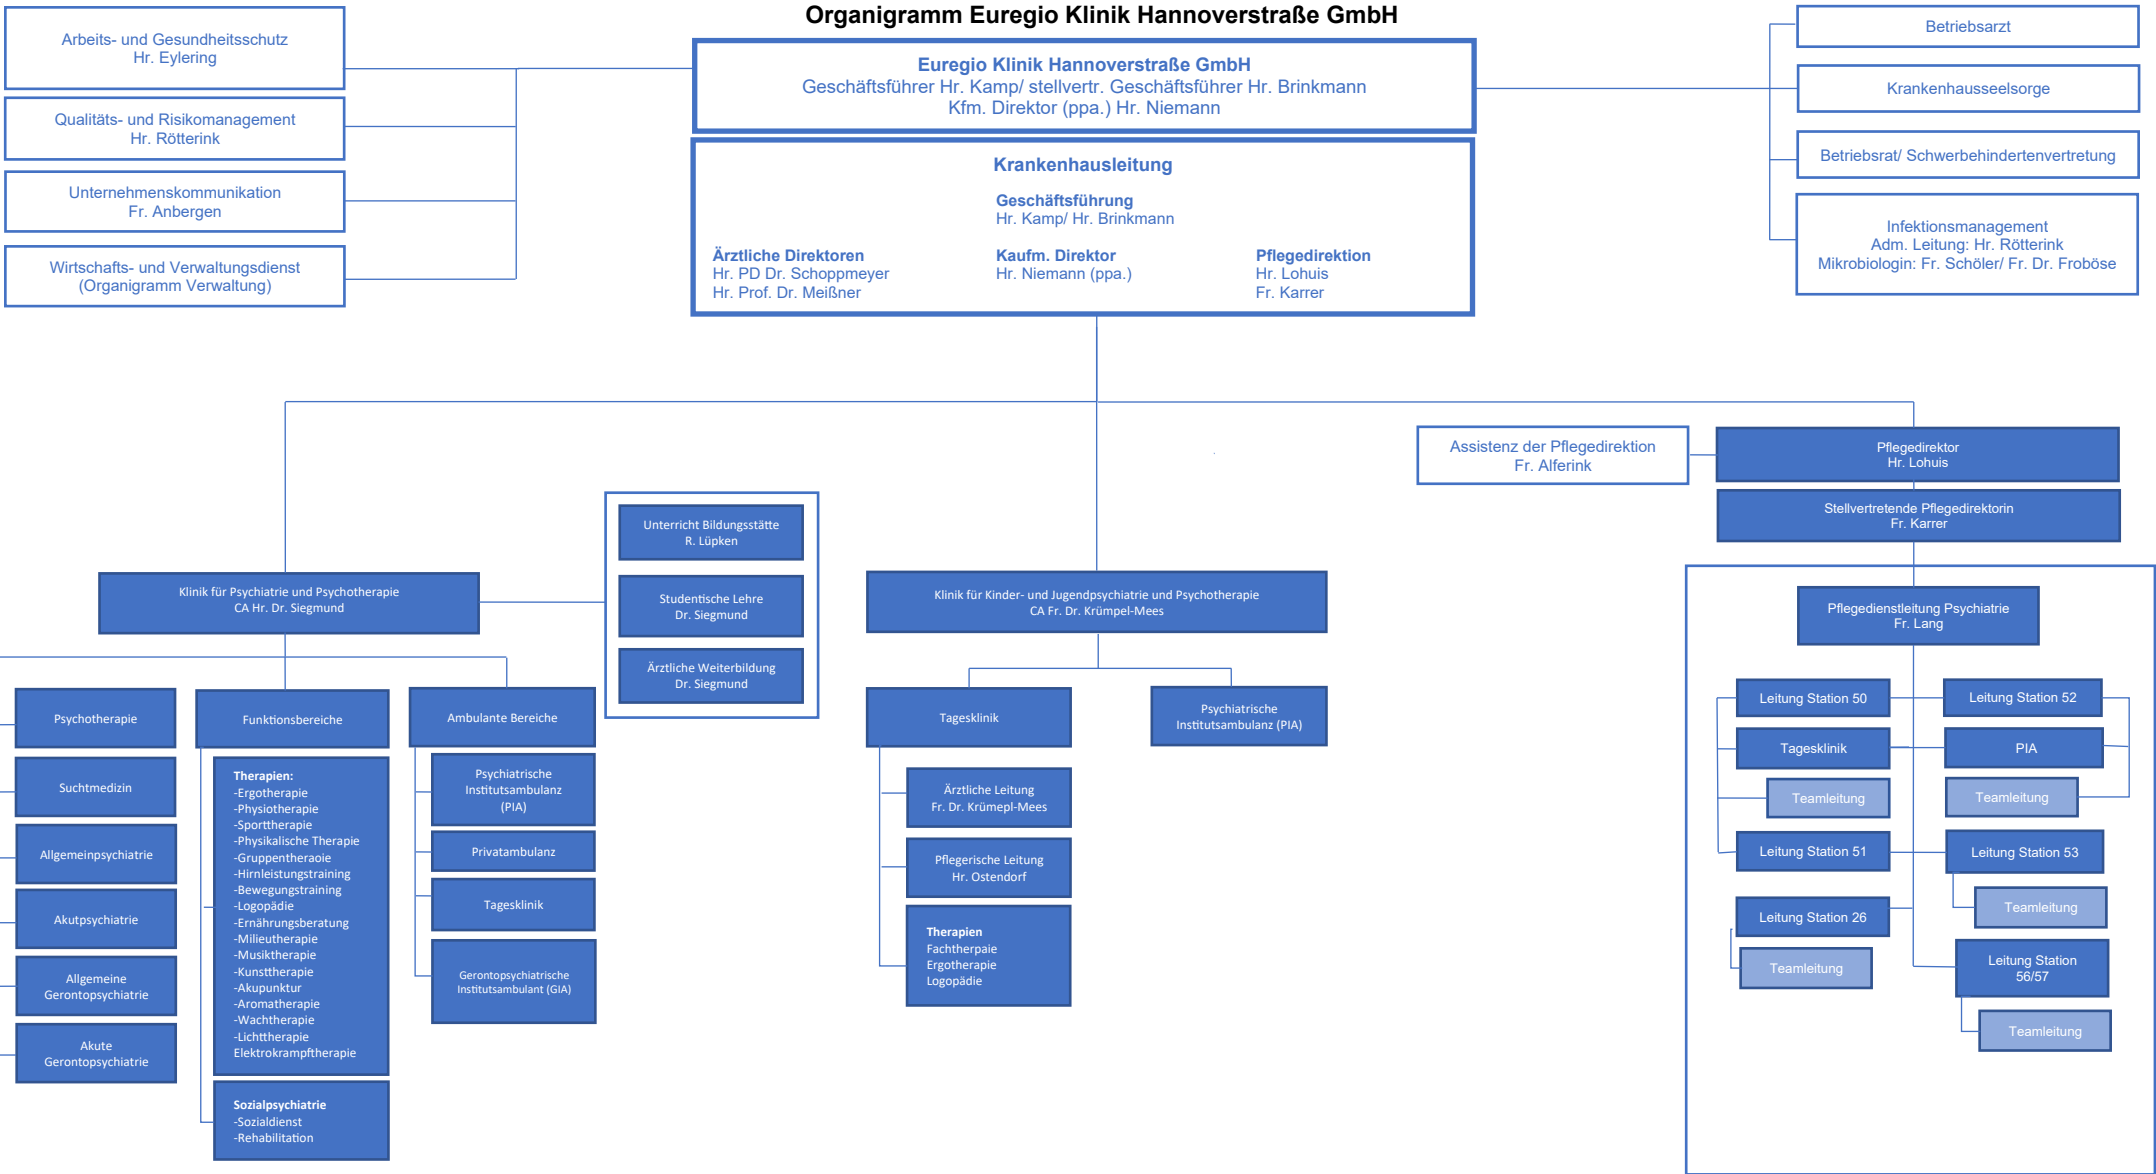 Organigramm Euregio Klinik Hannoverstraße GmbH
Arbeits- und Gesundheitsschutz
Hr. Eylering
Qualitäts- und Risikomanagement
Hr. Rötterink
Unternehmenskommunikation
Fr. Anbergen
Wirtschafts- und Verwaltungsdienst
(Organigramm Verwaltung)
Euregio Klinik Hannoverstraße GmbH
Geschäftsführer Hr. Kamp/ stellvertr. Geschäftsführer Hr. Brinkmann
Kfm. Direktor (ppa.) Hr. Niemann
Krankenhausleitung
Geschäftsführung
Hr. Kamp/ Hr. Brinkmann
Ärztliche Direktoren
Hr. PD Dr. Schoppmeyer
Hr. Prof. Dr. Meißner
Kaufm. Direktor
Hr. Niemann (ppa.)
Pflegedirektion
Hr. Lohuis
Fr. Karrer
Betriebsarzt
Krankenhausseelsorge
Betriebsrat/ Schwerbehindertenvertretung
Infektionsmanagement
Adm. Leitung: Hr. Rötterink
Mikrobiologin: Fr. Schöler/ Fr. Dr. Froböse
Klinik für Psychiatrie und Psychotherapie
CA Hr. Dr. Siegmund
Unterricht Bildungsstätte
R. Lüpken
Studentische Lehre
Dr. Siegmund
Ärztliche Weiterbildung
Dr. Siegmund
Psychotherapie
Suchtmedizin
Allgemeinpsychiatrie
Akutpsychiatrie
Allgemeine
Gerontopsychiatrie
Akute
Gerontopsychiatrie
Funktionsbereiche
Therapien:
-Ergotherapie
-Physiotherapie
-Sporttherapie
-Physikalische Therapie
-Gruppentheraoie
-Hirnleistungstraining
-Bewegungstraining
-Logopädie
-Ernährungsberatung
-Milieutherapie
-Musiktherapie
-Kunsttherapie
-Akupunktur
-Aromatherapie
-Wachtherapie
-Lichttherapie
Elektrokrampftherapie
Sozialpsychiatrie
-Sozialdienst
-Rehabilitation
Ambulante Bereiche
Psychiatrische
Institutsambulanz
(PIA)
Privatambulanz
Tagesklinik
Gerontopsychiatrische
Institutsambulant (GIA)
Klinik für Kinder- und Jugendpsychiatrie und Psychotherapie
CA Fr. Dr. Krümpel-Mees
Tagesklinik
Ärztliche Leitung
Fr. Dr. Krümepl-Mees
Pflegerische Leitung
Hr. Ostendorf
Therapien
Fachtherpaie
Ergotherapie
Logopädie
Psychiatrische
Institutsambulanz (PIA)
Assistenz der Pflegedirektion
Fr. Alferink
Pflegedirektor
Hr. Lohuis
Stellvertretende Pflegedirektorin
Fr. Karrer
Pflegedienstleitung Psychiatrie
Fr. Lang
Leitung Station 50
Leitung Station 52
Tagesklinik
PIA
Teamleitung
Teamleitung
Leitung Station 51
Leitung Station 53
Teamleitung
Leitung Station 26
Teamleitung
Leitung Station
56/57
Teamleitung